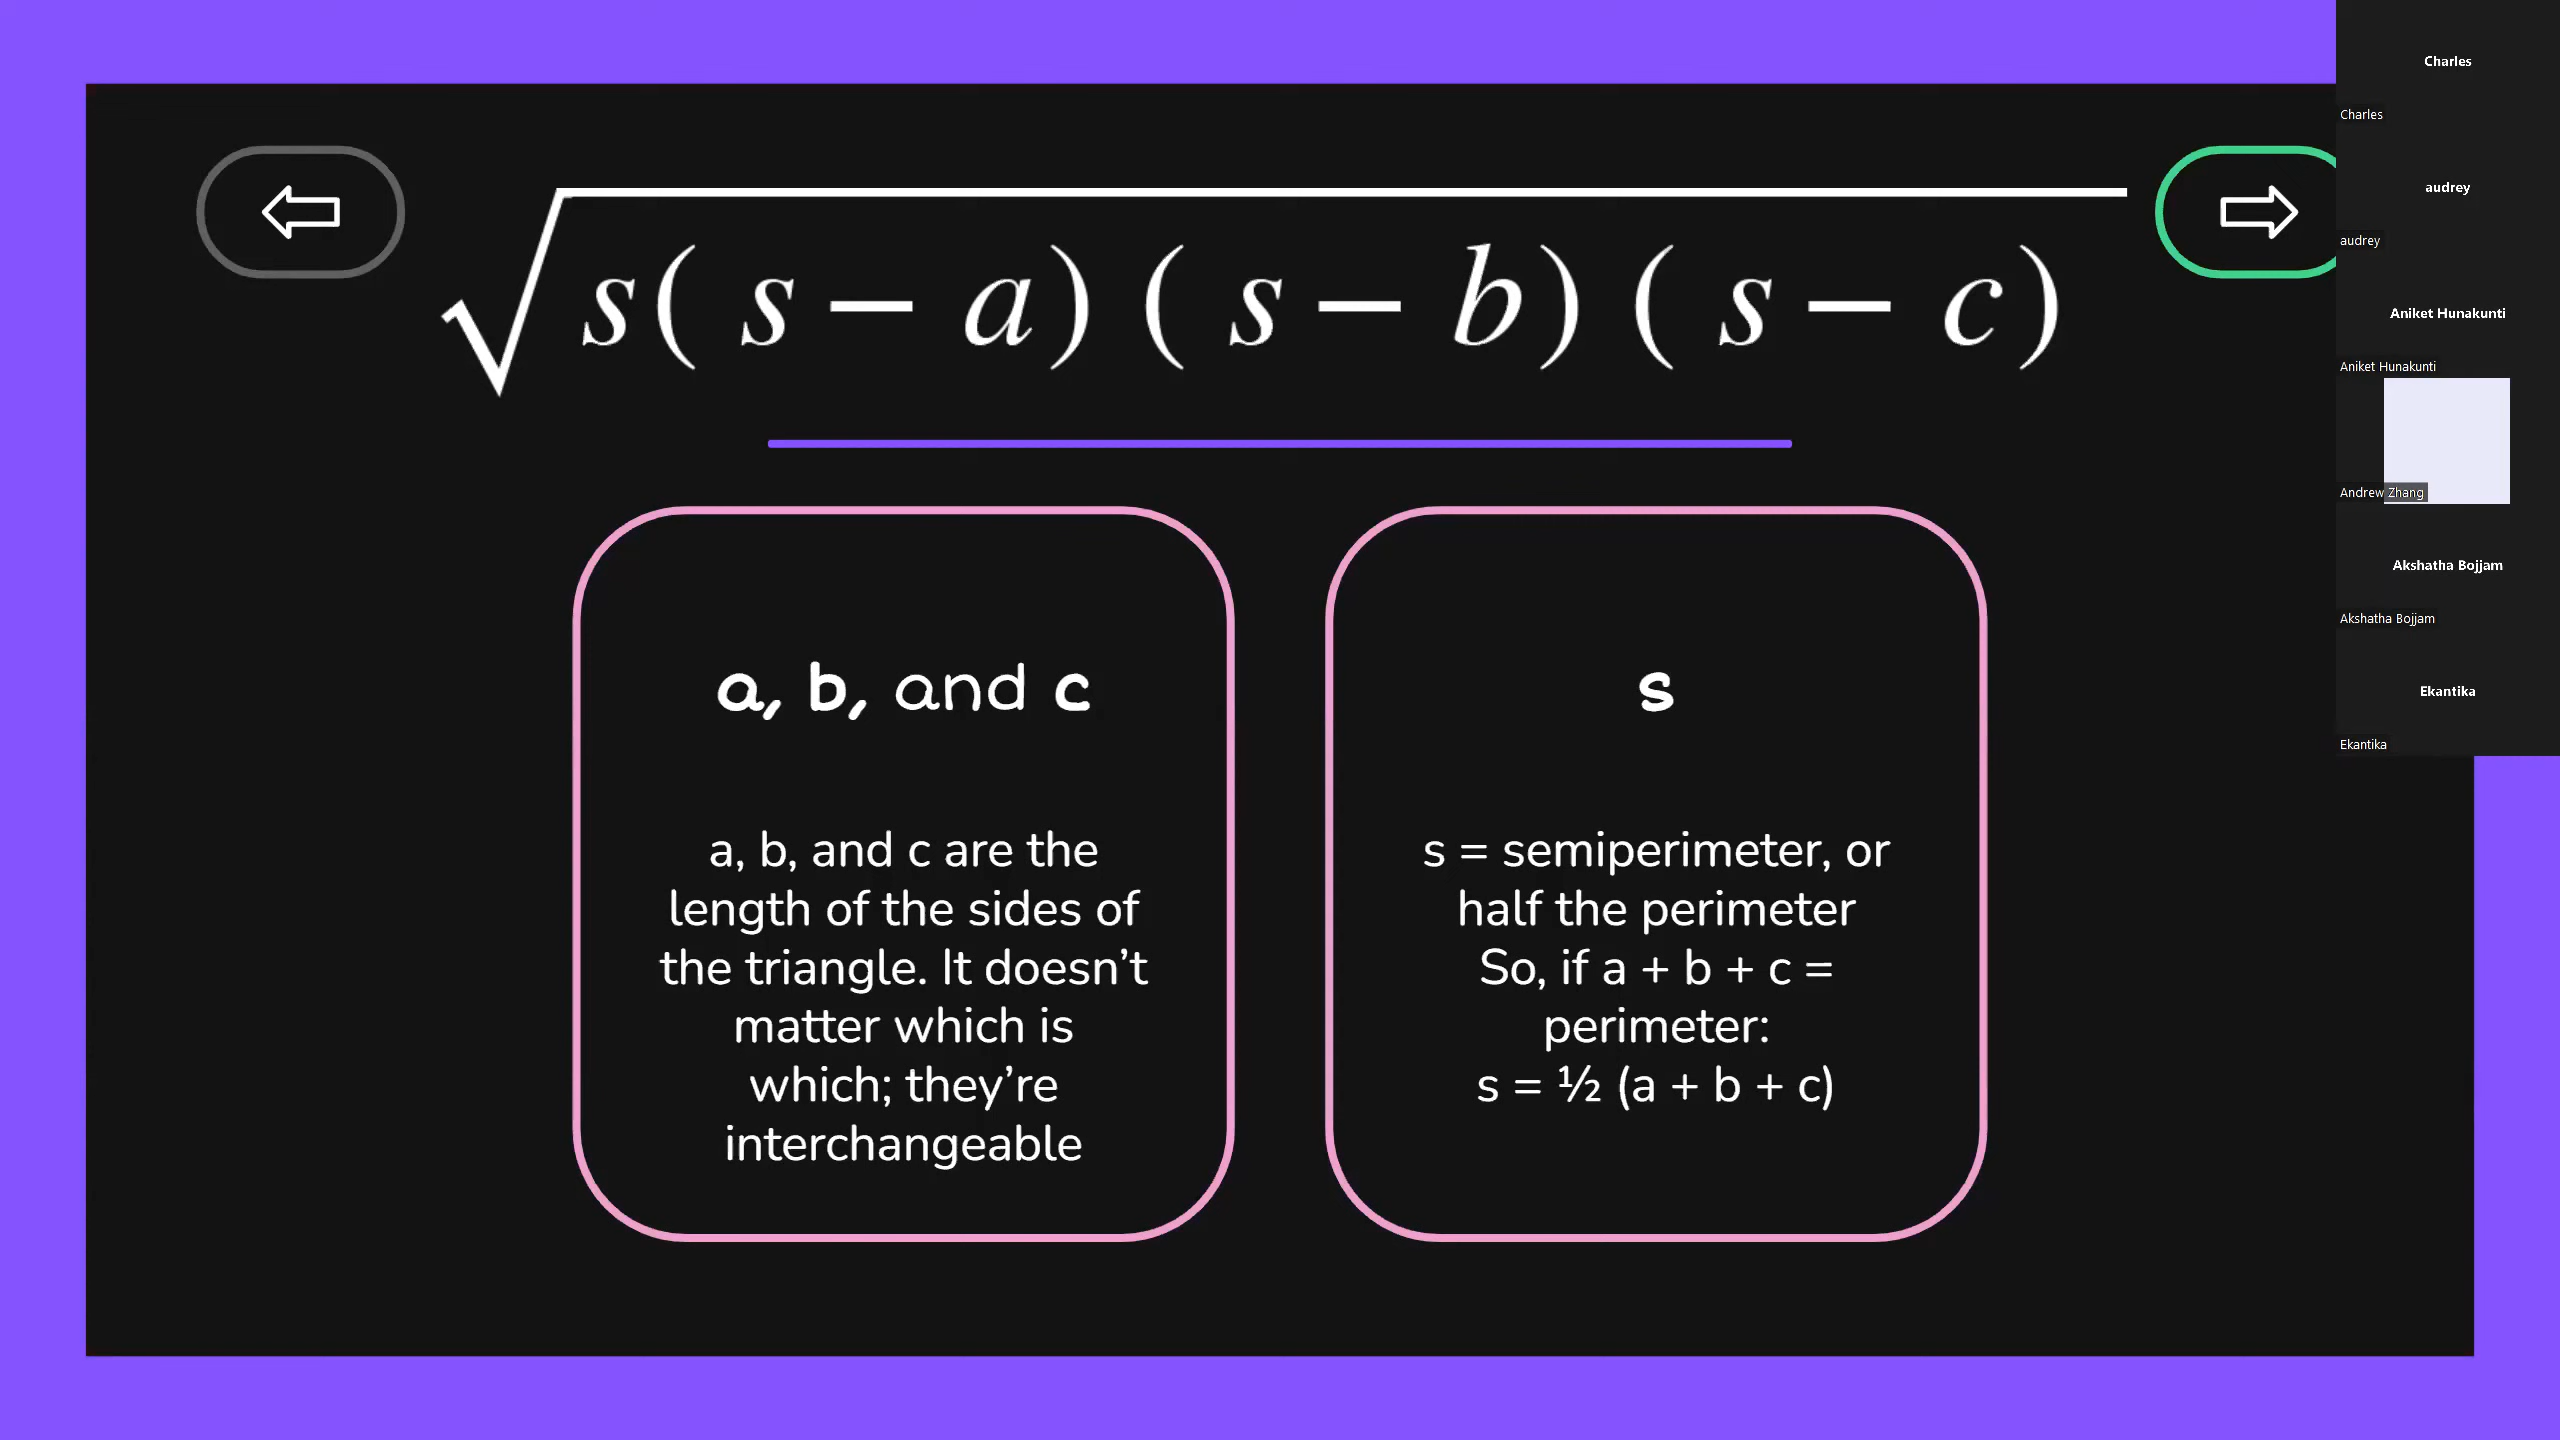 √s( s − a) ( s − b) ( s − c)
a, b, and c
a, b, and c are the
length of the sides of
the triangle. It doesn’t
matter which is
which; they’re
interchangeable
s
s = semiperimeter, or
half the perimeter
So, if a + b + c =
perimeter:
s = ½ (a + b + c)
Charles
Charles
audrey
audrey
Aniket Hunakunti
Aniket Hunakunti
Andrew Zhang
Akshatha Bojjam
Akshatha Bojjam
Ekantika
Ekantika